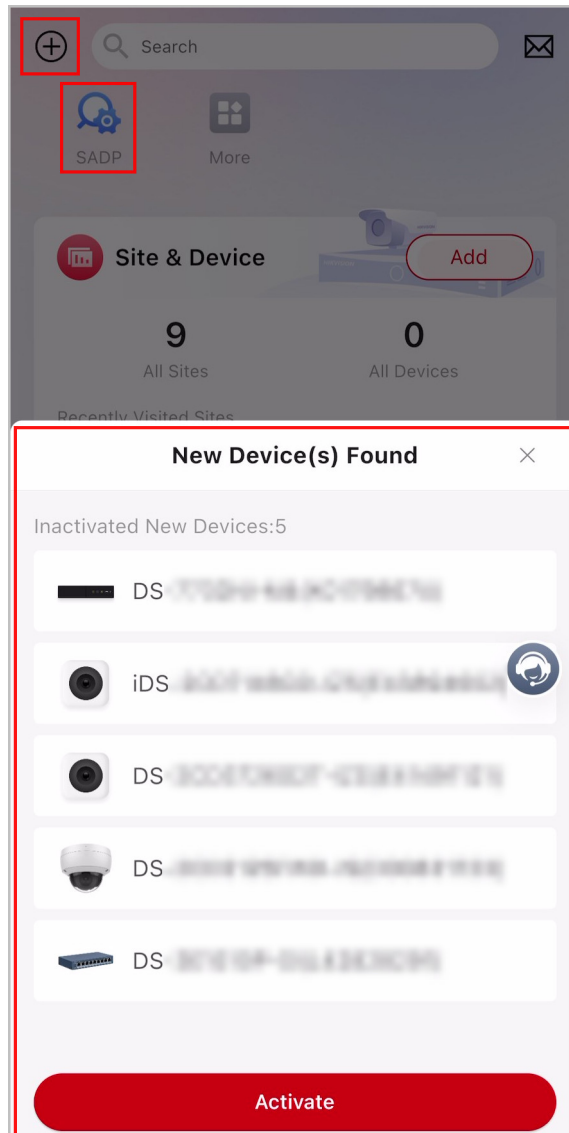 Search
SADP More
Site & Device Add
9 0
All Sites All Devices
Recently Visited Sites
New Device(s) Found
Inactivated New Devices:5
DS
iDS
DS
DS
DS
Activate